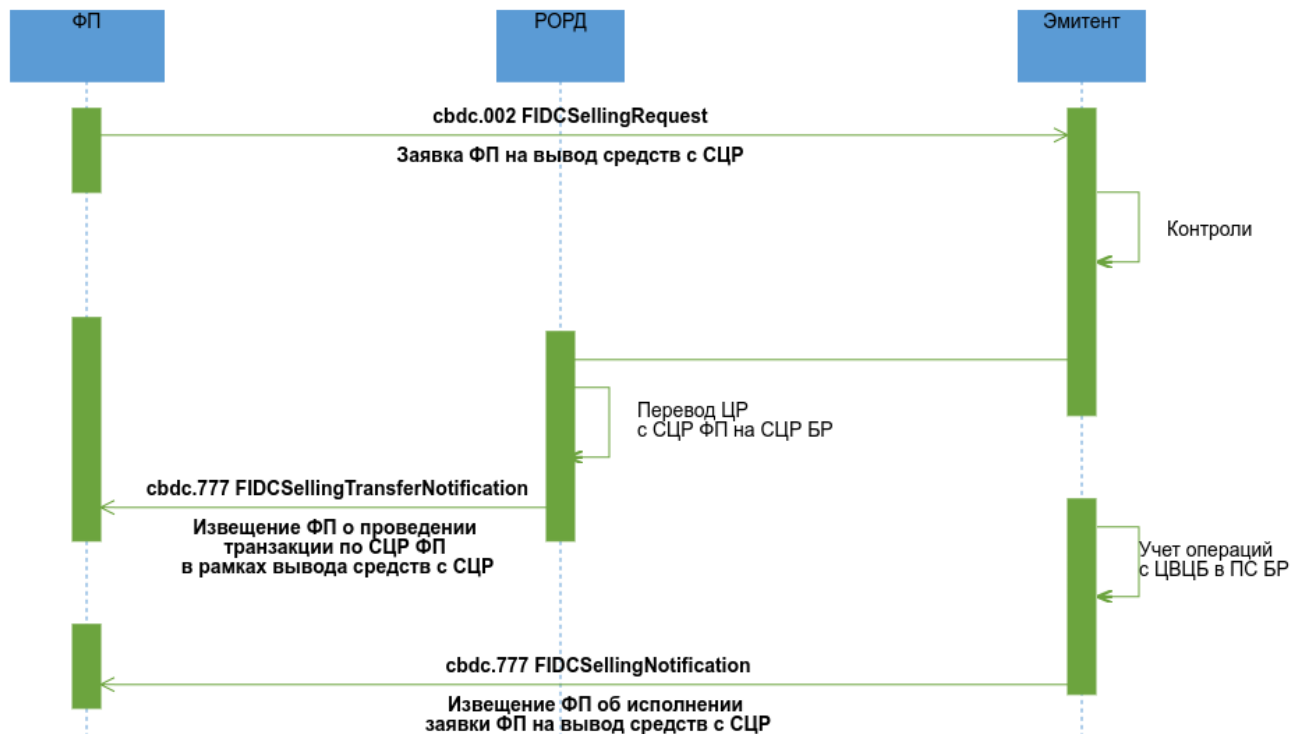 ФП
РОРД
Эмитент
cbdc.002 FIDCSellingRequest
Заявка ФП на вывод средств с СЦР
Контроли
Перевод ЦР
с СЦР ФП на СЦР БР
cbdc.777 FIDCSellingTransferNotification
Извещение ФП о проведении
транзакции по СЦР ФП
в рамках вывода средств с СЦР
Учет операций
с ЦВЦБ в ПС БР
cbdc.777 FIDCSellingNotification
Извещение ФП об исполнении
заявки ФП на вывод средств с СЦР